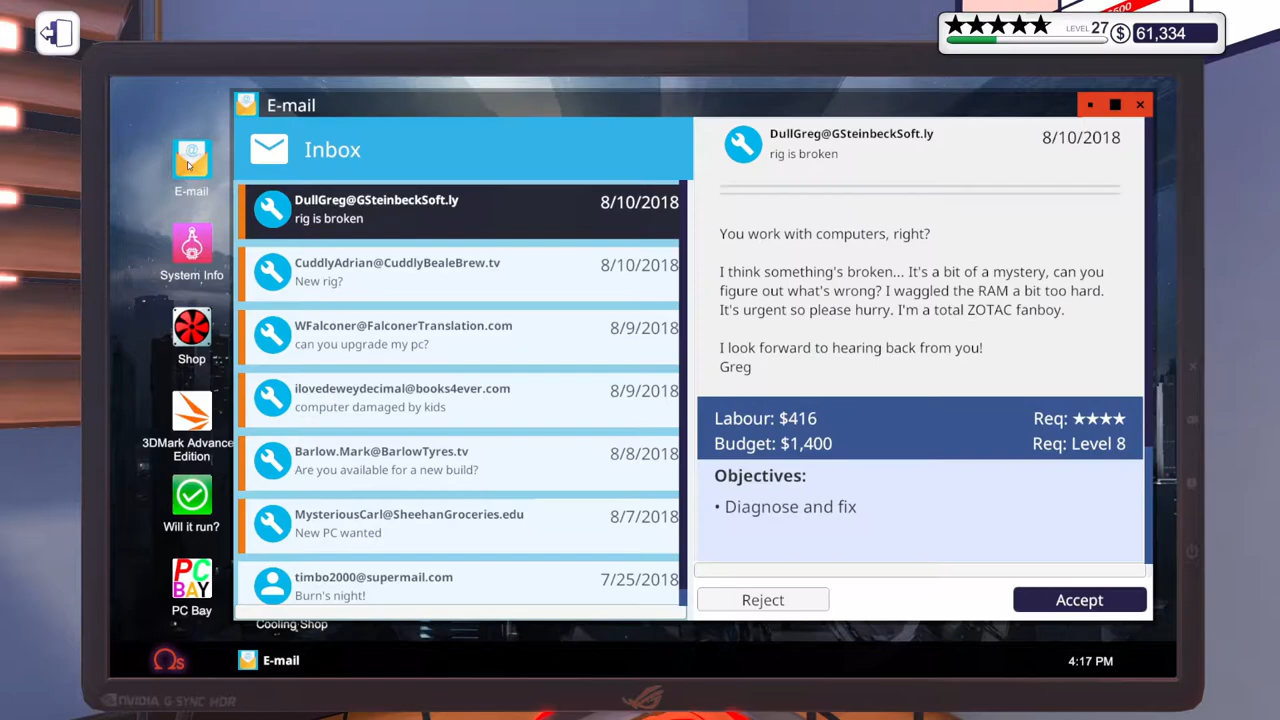 500
LEVEL 27
$ 61,334
E-mail
Inbox
DullGreg@GSteinbeckSoft.ly 8/10/2018
rig is broken
CuddlyAdrian@CuddlyBealeBrew.tv 8/10/2018
New rig?
WFalconer@FalconerTranslation.com 8/9/2018
can you upgrade my pc?
ilovedeweydecimal@books4ever.com 8/9/2018
computer damaged by kids
Barlow.Mark@BarlowTyres.tv 8/8/2018
Are you available for a new build?
MysteriousCarl@SheehanGroceries.edu 8/7/2018
New PC wanted
timbo2000@supermail.com 7/25/2018
Burn's night!
DullGreg@GSteinbeckSoft.ly 8/10/2018
rig is broken
You work with computers, right?
I think something's broken... It's a bit of a mystery, can you
figure out what's wrong? I waggled the RAM a bit too hard.
It's urgent so please hurry. I'm a total ZOTAC fanboy.
I look forward to hearing back from you!
Greg
Labour: $416 Req: ★★★★
Budget: $1,400 Req: Level 8
Objectives:
• Diagnose and fix
Reject Accept
E-mail
System Info
Shop
3DMark Advance
Edition
Will it run?
PC
BAY
PC Bay
Cooling Shop
Ωs
E-mail
4:17 PM
NVIDIA G-SYNC HDR